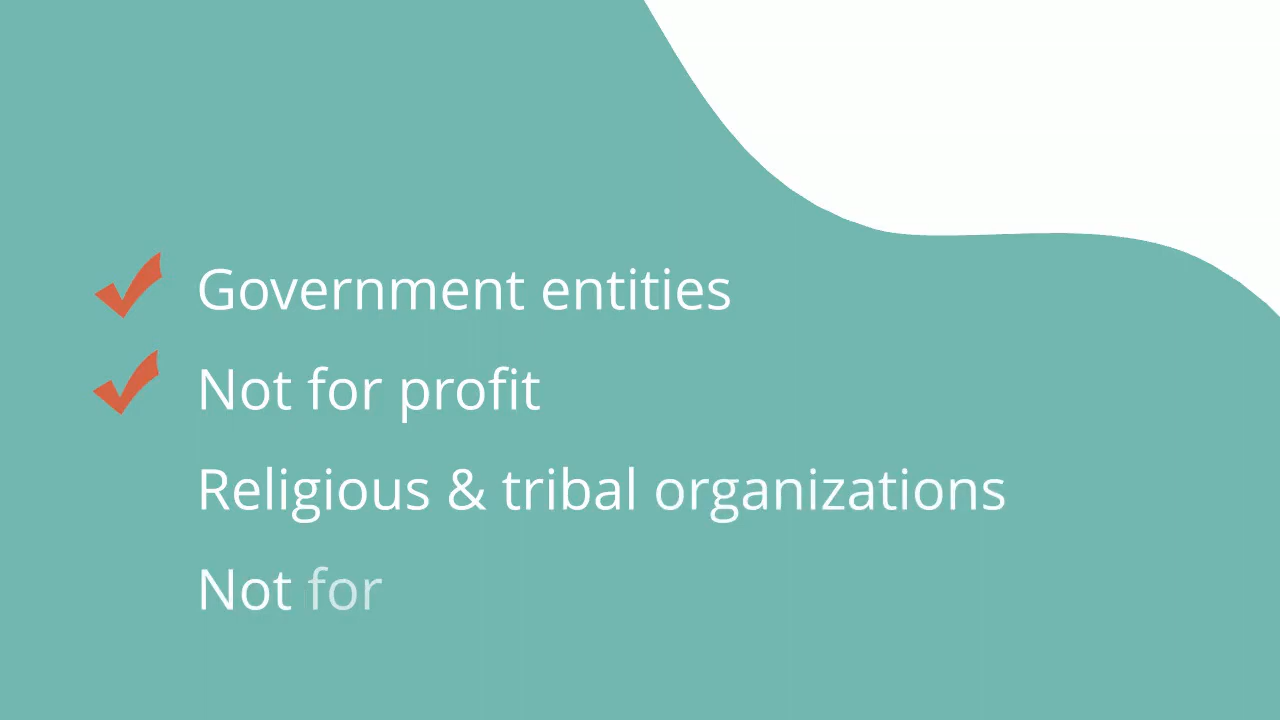 Government entities
Not for profit
Religious & tribal organizations
Not for